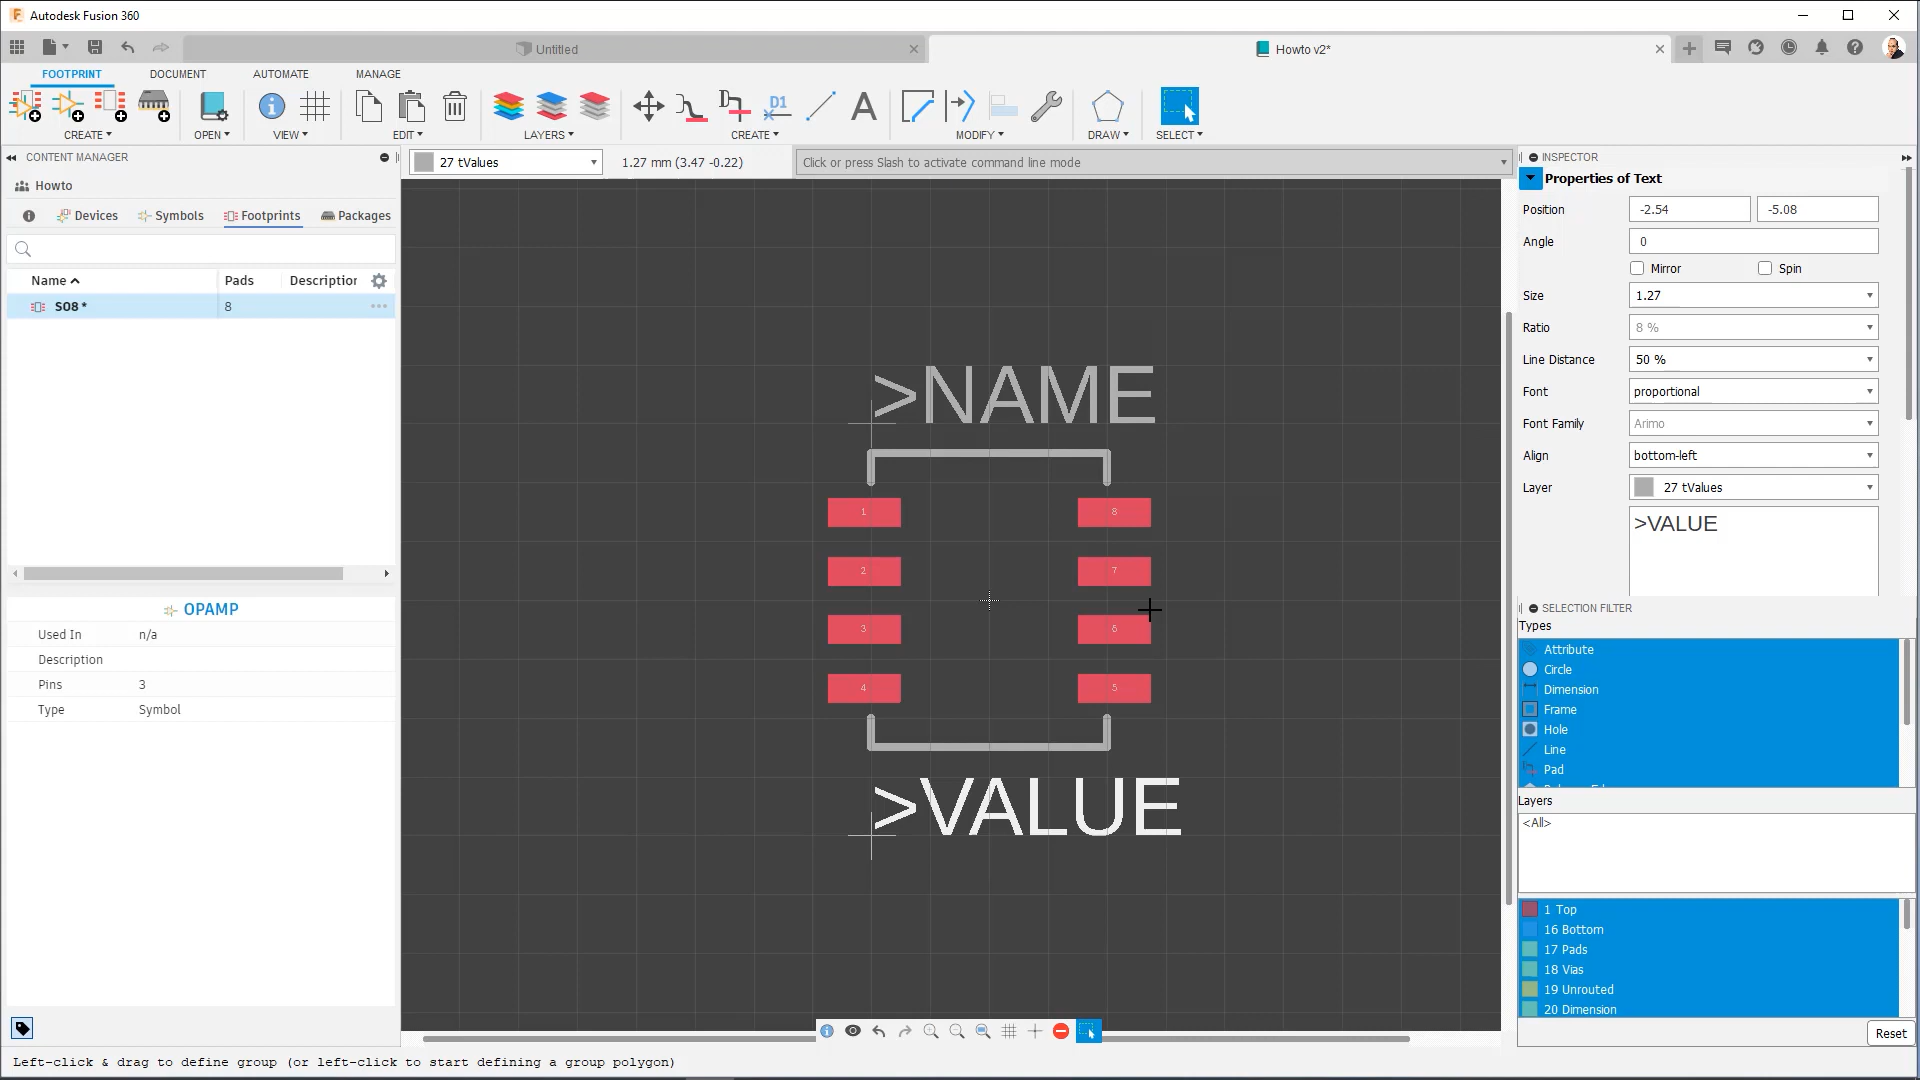 Autodesk Fusion 360
Untitled
Howto v2*
FOOTPRINT
DOCUMENT
AUTOMATE
MANAGE
D1
CREATE
OPEN
VIEW
EDIT
LAYERS
CREATE
MODIFY
DRAW
SELECT
CONTENT MANAGER
27 tValues
1.27 mm (3.47 -0.22)
Click or press Slash to activate command line mode
Howto
Devices
Symbols
Footprints
Packages
Name
Pads
Description
S08 *
8
OPAMP
Used In n/a
Description
Pins 3
Type Symbol
>NAME
1
8
2
7
3
6
4
5
>VALUE
INSPECTOR
Properties of Text
Position -2.54 -5.08
Angle 0
Mirror Spin
Size 1.27
Ratio 8 %
Line Distance 50 %
Font proportional
Font Family Arimo
Align bottom-left
Layer 27 tValues
>VALUE
SELECTION FILTER
Types
Attribute
Circle
Dimension
Frame
Hole
Line
Pad
Layers
<All>
1 Top
16 Bottom
17 Pads
18 Vias
19 Unrouted
20 Dimension
Reset
Left-click & drag to define group (or left-click to start defining a group polygon)